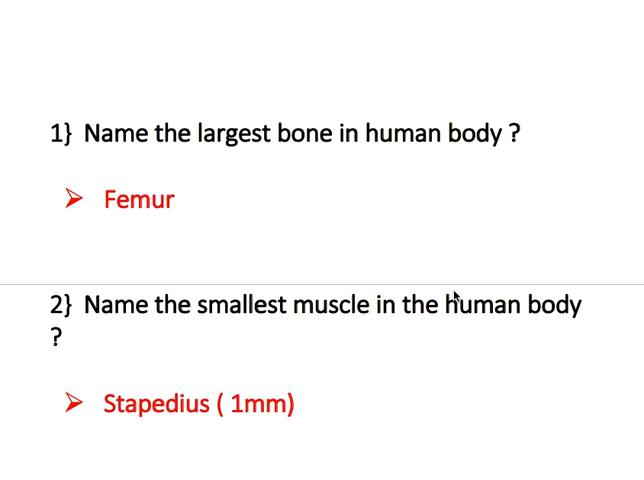 1} Name the largest bone in human body ?
➢ Femur
2} Name the smallest muscle in the human body
?
➢ Stapedius ( 1mm)